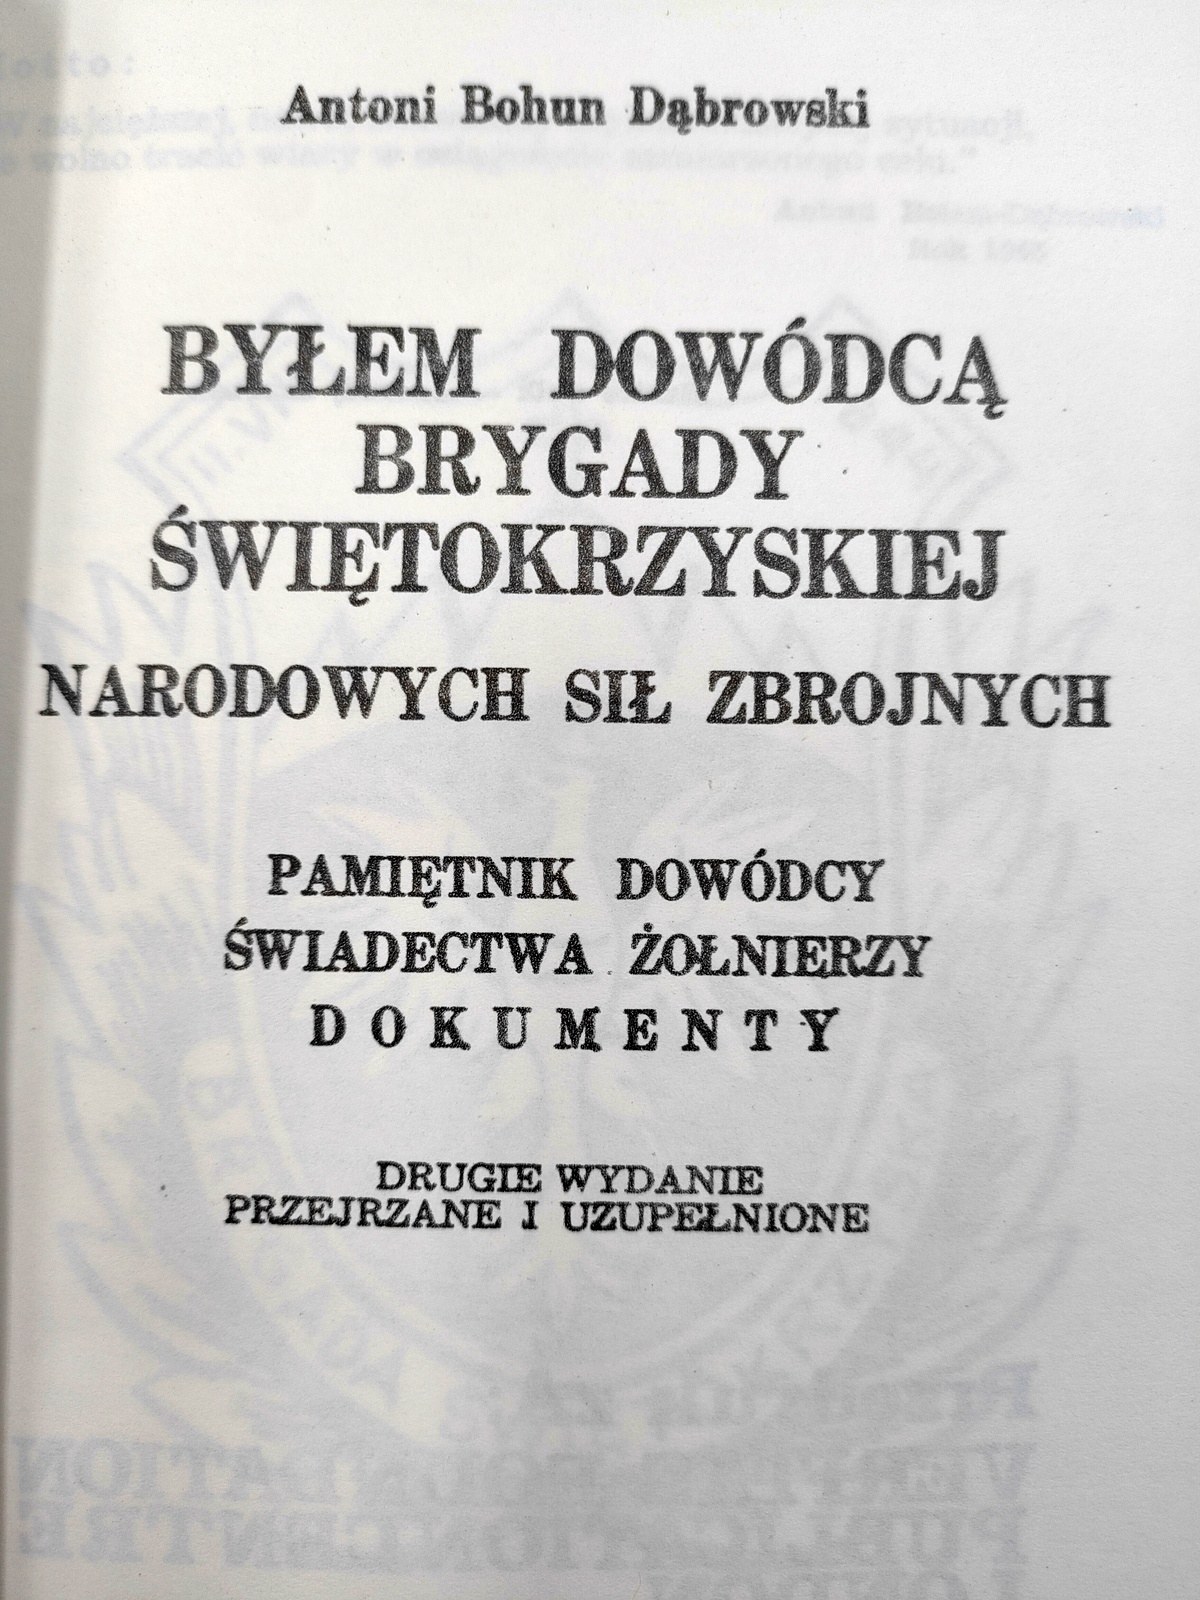 Antoni Bohun Dąbrowski
BYŁEM DOWÓDCĄ
BRYGADY
ŚWIĘTOKRZYSKIEJ
NARODOWYCH SIŁ ZBROJNYCH
PAMIĘTNIK DOWÓDCY
ŚWIADECTWA ŻOŁNIERZY
DOKUMENTY
DRUGIE WYDANIE
PRZEJRZANE I UZUPEŁNIONE